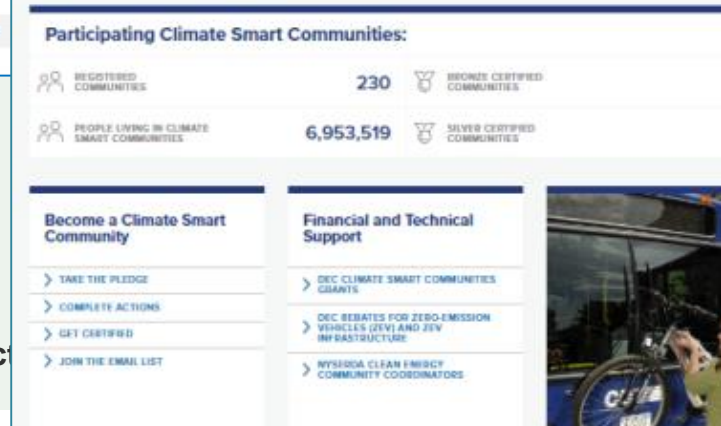 Participating Climate Smart Communities:
REGISTERED
COMMUNITIES
230
BRONZE CERTIFIED
COMMUNITIES
PEOPLE LIVING IN CLIMATE
SMART COMMUNITIES
6,953,519
SILVER CERTIFIED
COMMUNITIES
Become a Climate Smart
Community
TAKE THE PLEDGE
COMPLETE ACTIONS
GET CERTIFIED
JOIN THE EMAIL LIST
Financial and Technical
Support
DEC CLIMATE SMART COMMUNITIES
GRANTS
DEC REBATES FOR ZERO-EMISSION
VEHICLES (ZEV) AND ZEV
INFRASTRUCTURE
NYSERDA CLEAN ENERGY
COMMUNITY COORDINATORS